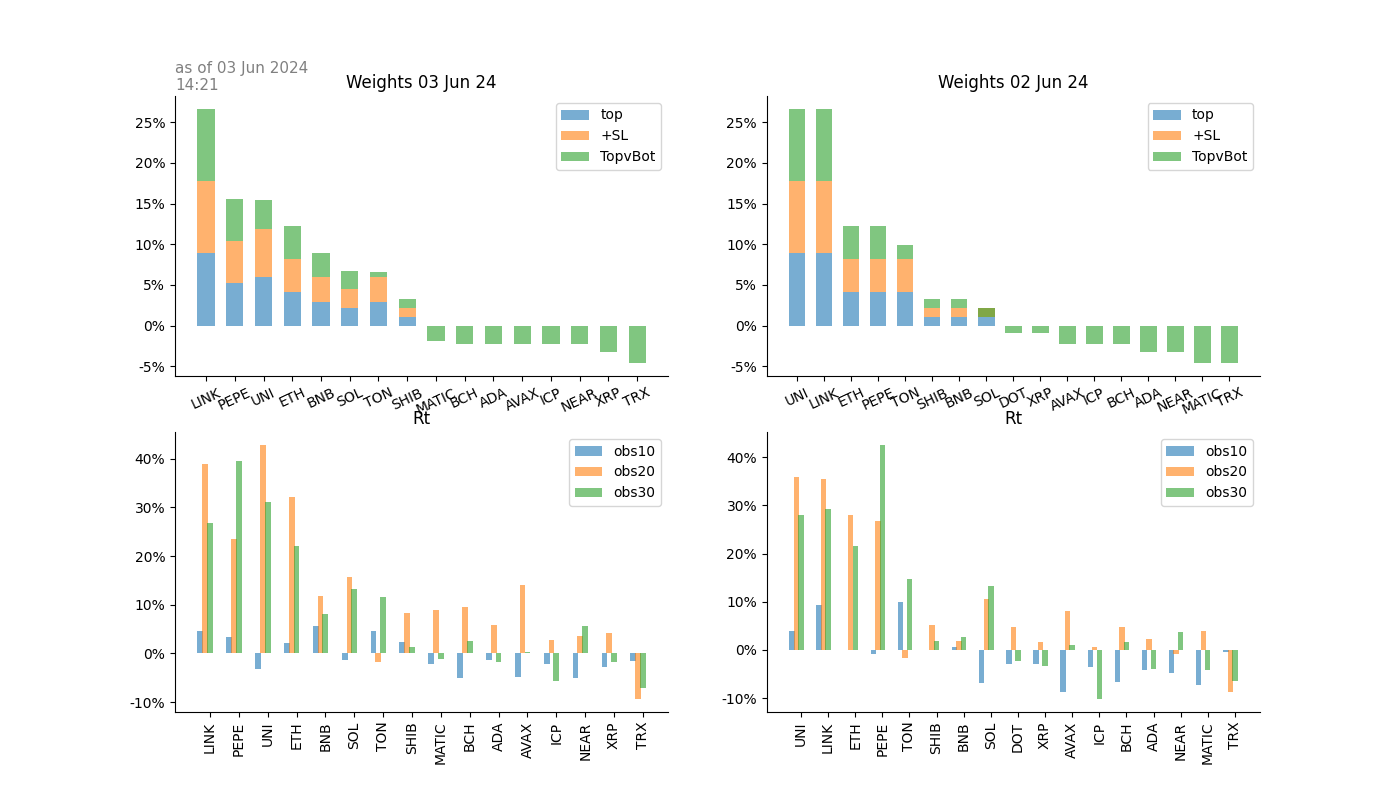 as of 03 Jun 2024
14:21
Weights 03 Jun 24
25%
20%
15%
10%
5%
0%
-5%
top
+SL
TopvBot
LINK PEPE UNI ETH BNB SOL TON SHIB MATIC BCH ADA AVAX ICP NEAR XRP TRX
Weights 02 Jun 24
25%
20%
15%
10%
5%
0%
-5%
top
+SL
TopvBot
UNI LINK ETH PEPE TON SHIB BNB SOL DOT XRP AVAX ICP BCH ADA NEAR MATIC TRX
Rt
40%
30%
20%
10%
0%
-10%
obs10
obs20
obs30
LINK PEPE UNI ETH BNB SOL TON SHIB MATIC BCH ADA AVAX ICP NEAR XRP TRX
Rt
40%
30%
20%
10%
0%
-10%
obs10
obs20
obs30
UNI LINK ETH PEPE TON SHIB BNB SOL DOT XRP AVAX ICP BCH ADA NEAR MATIC TRX